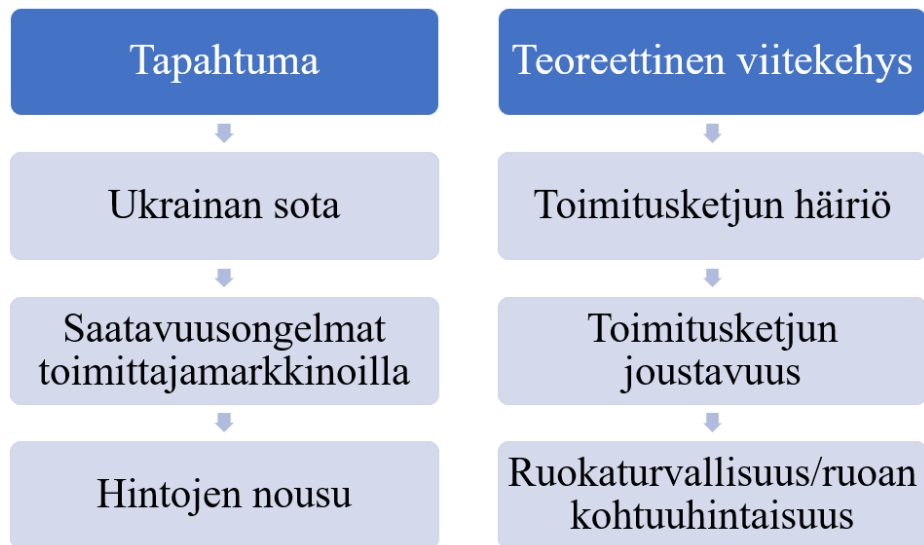 Tapahtuma
Ukrainan sota
Saatavuusongelmat
toimittajamarkkinoilla
Hintojen nousu
Teoreettinen viitekehys
Toimitusketjun häiriö
Toimitusketjun
joustavuus
Ruokaturvallisuus/ruoan
kohtuuhintaisuus